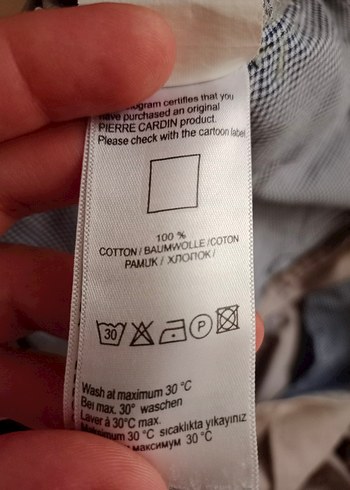 ogram certifies that you
have purchased an original
PIERRE CARDIN product.
Please check with the cartoon label
100 %
COTTON / BAUMWOLLE / COTON
PAMUK / ХЛОПОК /
30
P
Wash at maximum 30 °C
Bei max. 30° waschen
Laver á 30°C max.
Maksimum 30 °C sıcaklıkta yıkayınız
максимум 30 °C